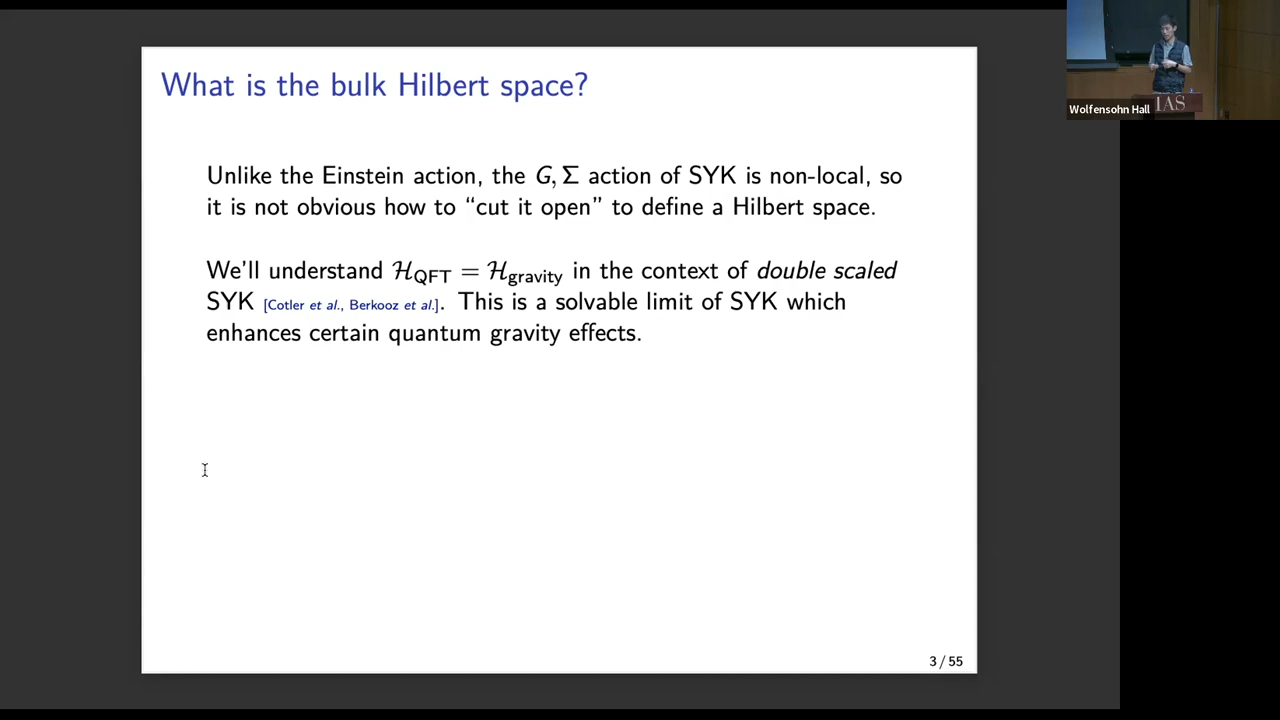 What is the bulk Hilbert space?
Unlike the Einstein action, the G, Σ action of SYK is non-local, so
it is not obvious how to “cut it open” to define a Hilbert space.
We'll understand ℋ_QFT = ℋ_gravity in the context of double scaled
SYK [Cotler et al., Berkooz et al.]. This is a solvable limit of SYK which
enhances certain quantum gravity effects.
3 / 55
IAS
Wolfensohn Hall